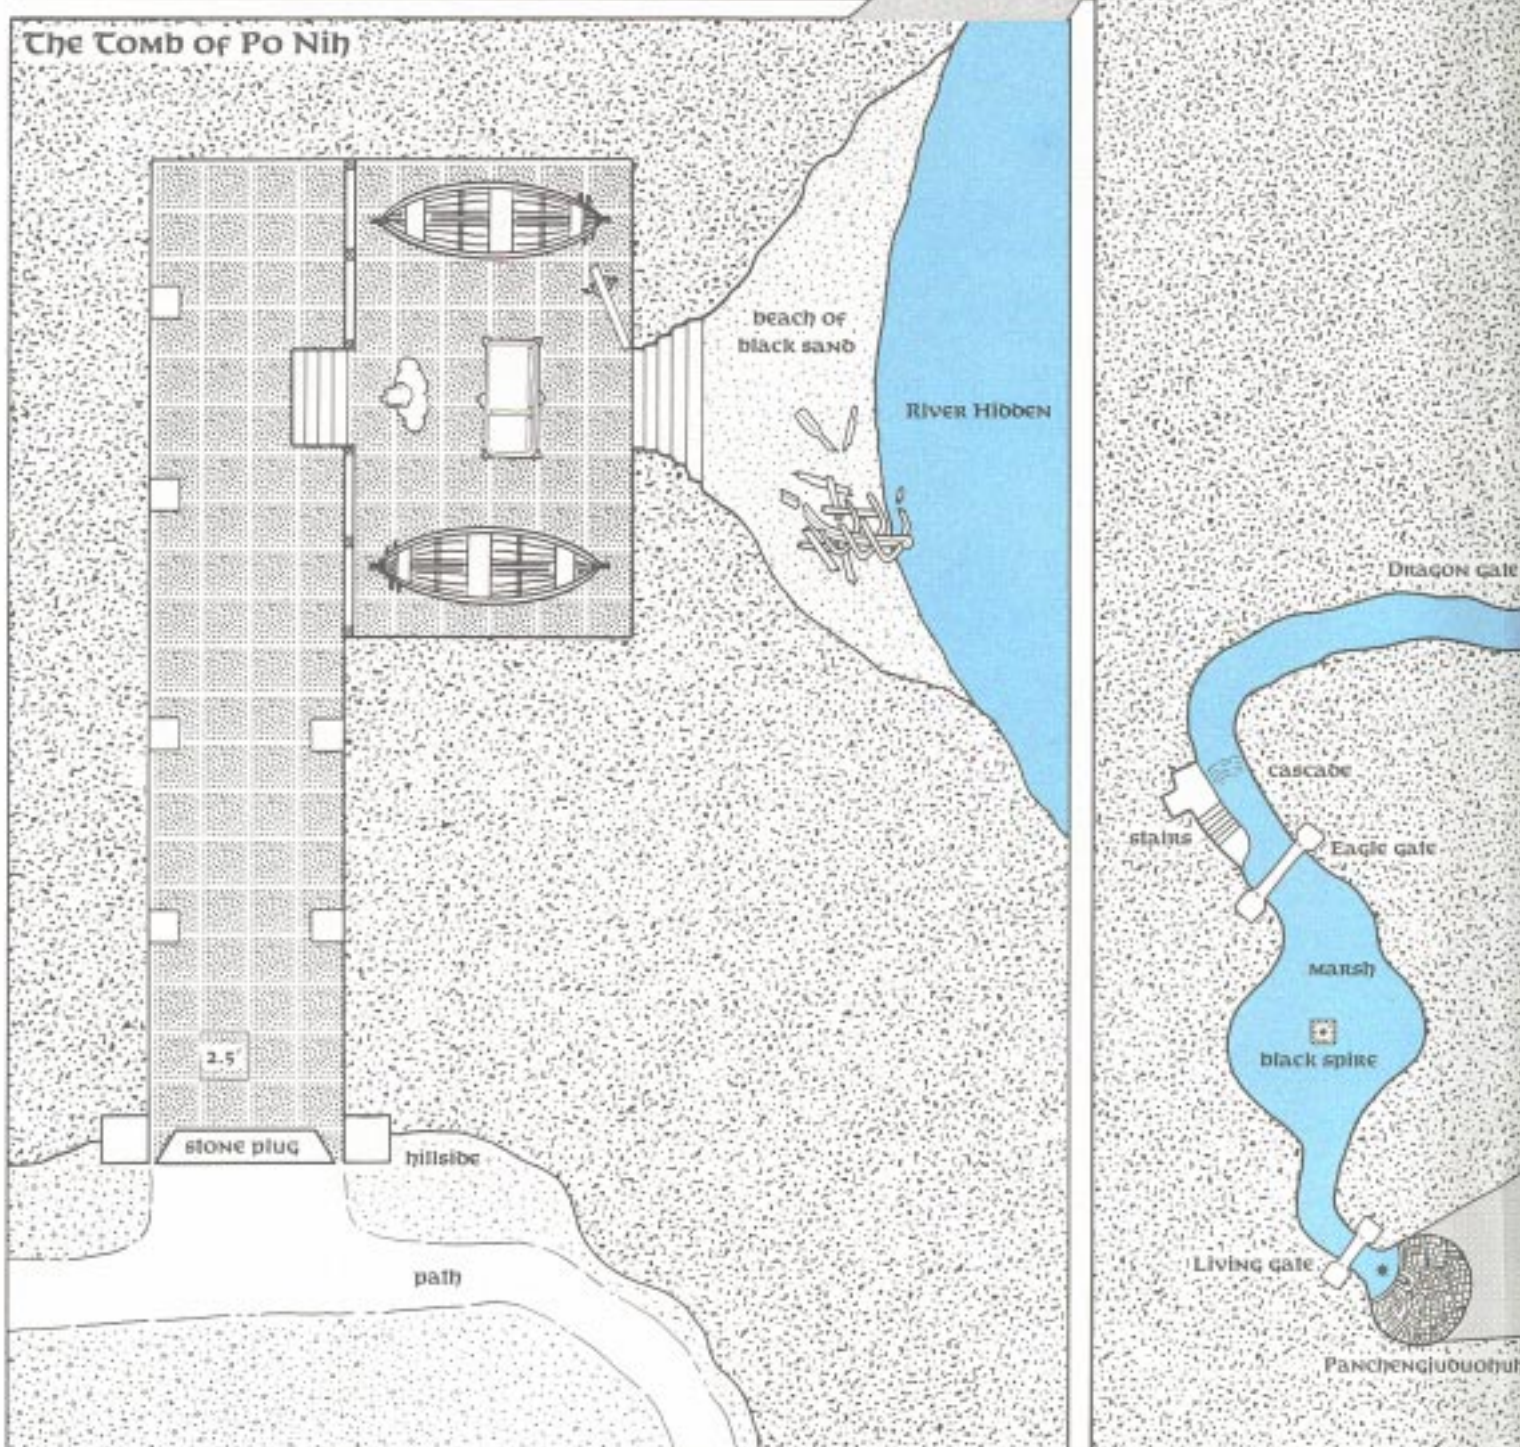 The Tomb of Po Nih
beach of
black sand
River Hidden
2.5'
stone plug
hillside
path
Dragon gate
cascade
stairs
Eagle gate
marsh
black spire
Living gate